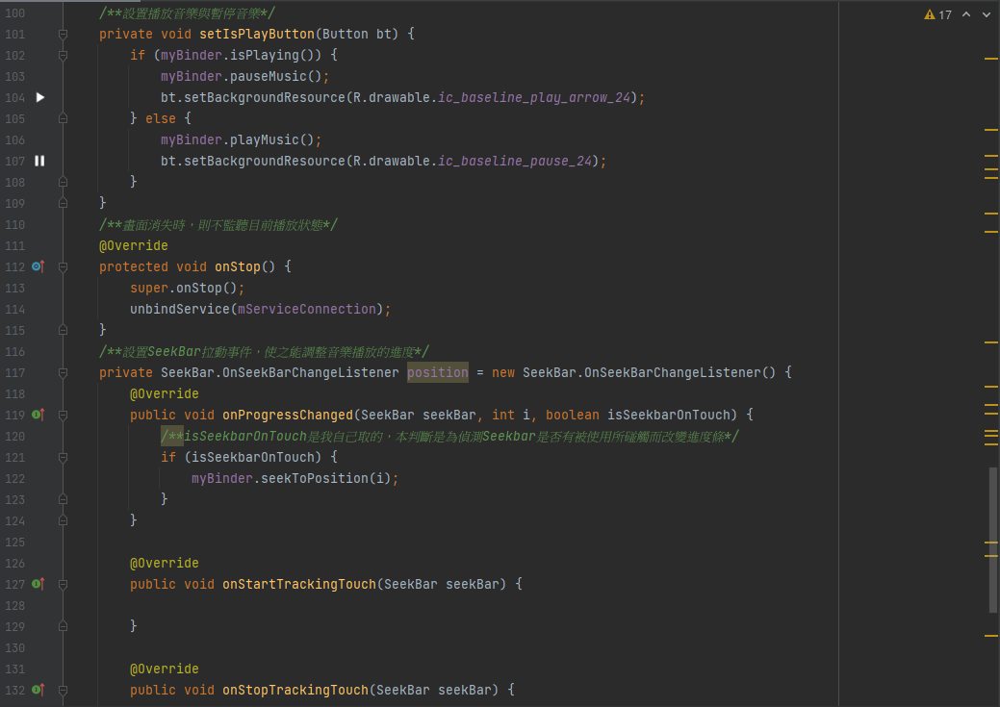 17
100 /**設置播放音樂與暫停音樂*/
101 private void setIsPlayButton(Button bt) {
102 if (myBinder.isPlaying()) {
103 myBinder.pauseMusic();
104 bt.setBackgroundResource(R.drawable.ic_baseline_play_arrow_24);
105 } else {
106 myBinder.playMusic();
107 bt.setBackgroundResource(R.drawable.ic_baseline_pause_24);
108 }
109 }
110 /**畫面消失時，則不監聽目前播放狀態*/
111 @Override
112 protected void onStop() {
113 super.onStop();
114 unbindService(mServiceConnection);
115 }
116 /**設置SeekBar拉動事件，使之能調整音樂播放的進度*/
117 private SeekBar.OnSeekBarChangeListener position = new SeekBar.OnSeekBarChangeListener() {
118 @Override
119 public void onProgressChanged(SeekBar seekBar, int i, boolean isSeekbarOnTouch) {
120 /**isSeekbarOnTouch是我自己取的，本判斷是為偵測Seekbar是否有被使用所碰觸而改變進度條*/
121 if (isSeekbarOnTouch) {
122 myBinder.seekToPosition(i);
123 }
124 }
125
126 @Override
127 public void onStartTrackingTouch(SeekBar seekBar) {
128
129 }
130
131 @Override
132 public void onStopTrackingTouch(SeekBar seekBar) {